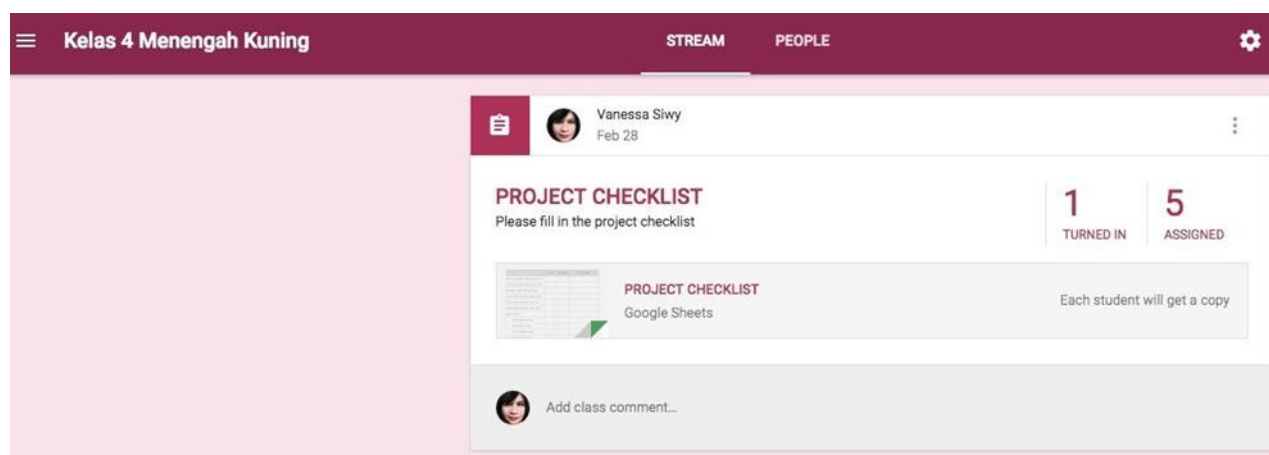 Kelas 4 Menengah Kuning
STREAM PEOPLE
Vanessa Siwy
Feb 28
PROJECT CHECKLIST
Please fill in the project checklist
1
TURNED IN
5
ASSIGNED
PROJECT CHECKLIST
Google Sheets
Each student will get a copy
Add class comment...